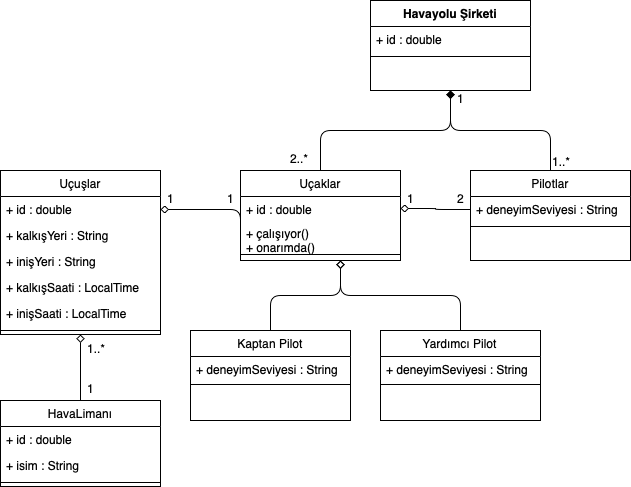 Havayolu Şirketi
+ id : double
1
2..*
1..*
Uçuşlar
+ id : double
+ kalkışYeri : String
+ inişYeri : String
+ kalkışSaati : LocalTime
+ inişSaati : LocalTime
1
1
Uçaklar
+ id : double
+ çalışıyor()
+ onarımda()
1
2
Pilotlar
+ deneyimSeviyesi : String
1..*
1
Kaptan Pilot
+ deneyimSeviyesi : String
Yardımcı Pilot
+ deneyimSeviyesi : String
HavaLimanı
+ id : double
+ isim : String